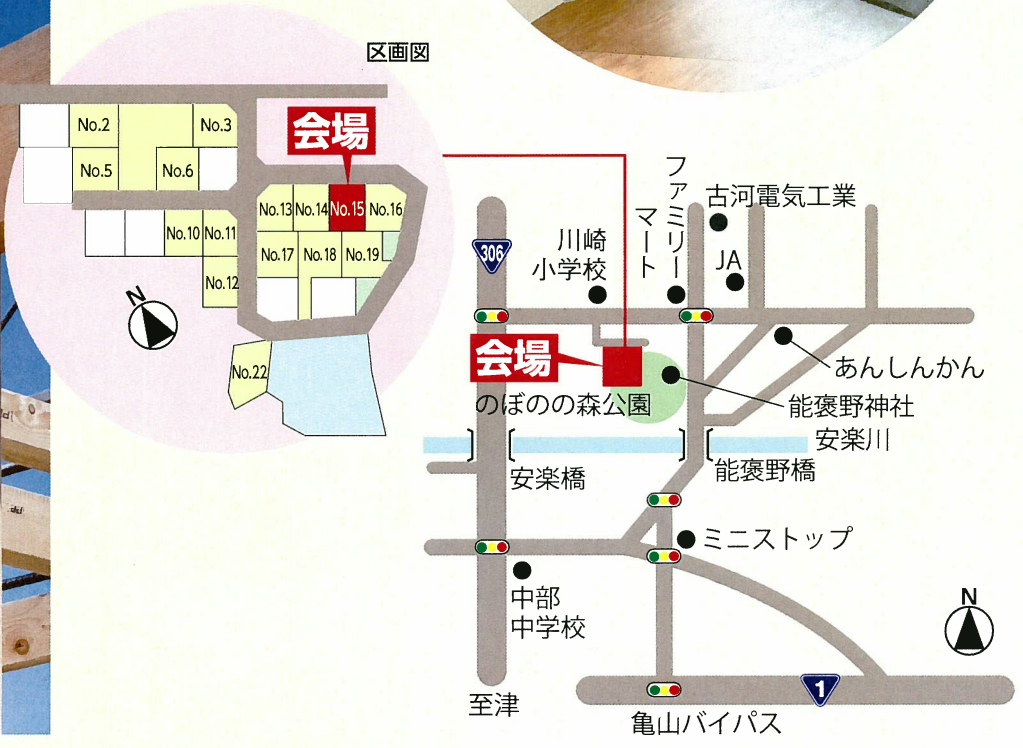 区画図
No.2
No.3
会場
No.5
No.6
No.13
No.14
No.15
No.16
No.10
No.11
No.17
No.18
No.19
No.12
N
No.22
ファミリー
マート
古河電気工業
306
川崎
小学校
JA
会場
あんしんかん
のぼのの森公園
能褒野神社
安楽川
安楽橋
能褒野橋
ミニストップ
中部
中学校
N
至津
1
亀山バイパス